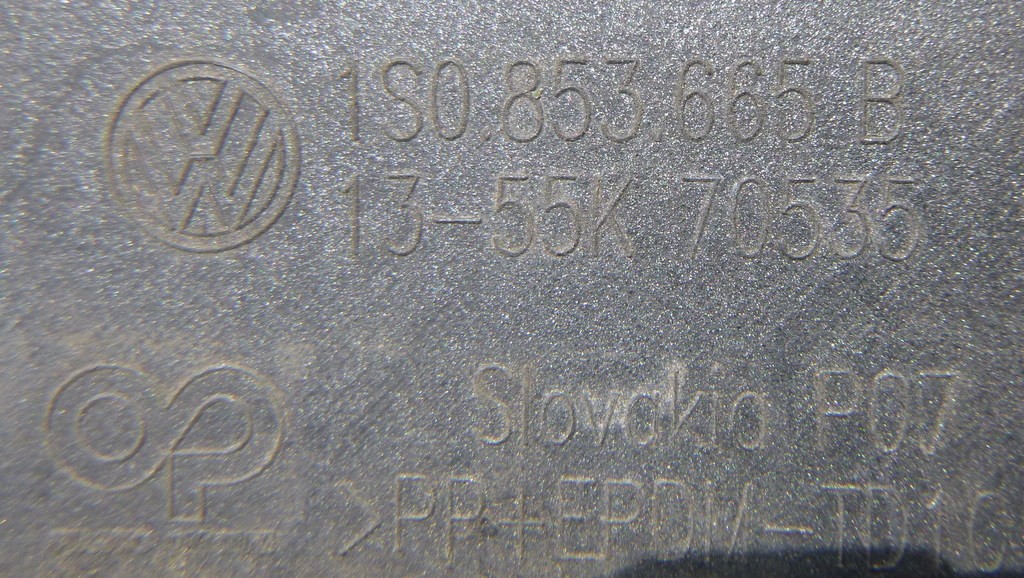 1S0.853.665 B
13-55K 70535
Slovakia P07
>PP+EPDM-TD10